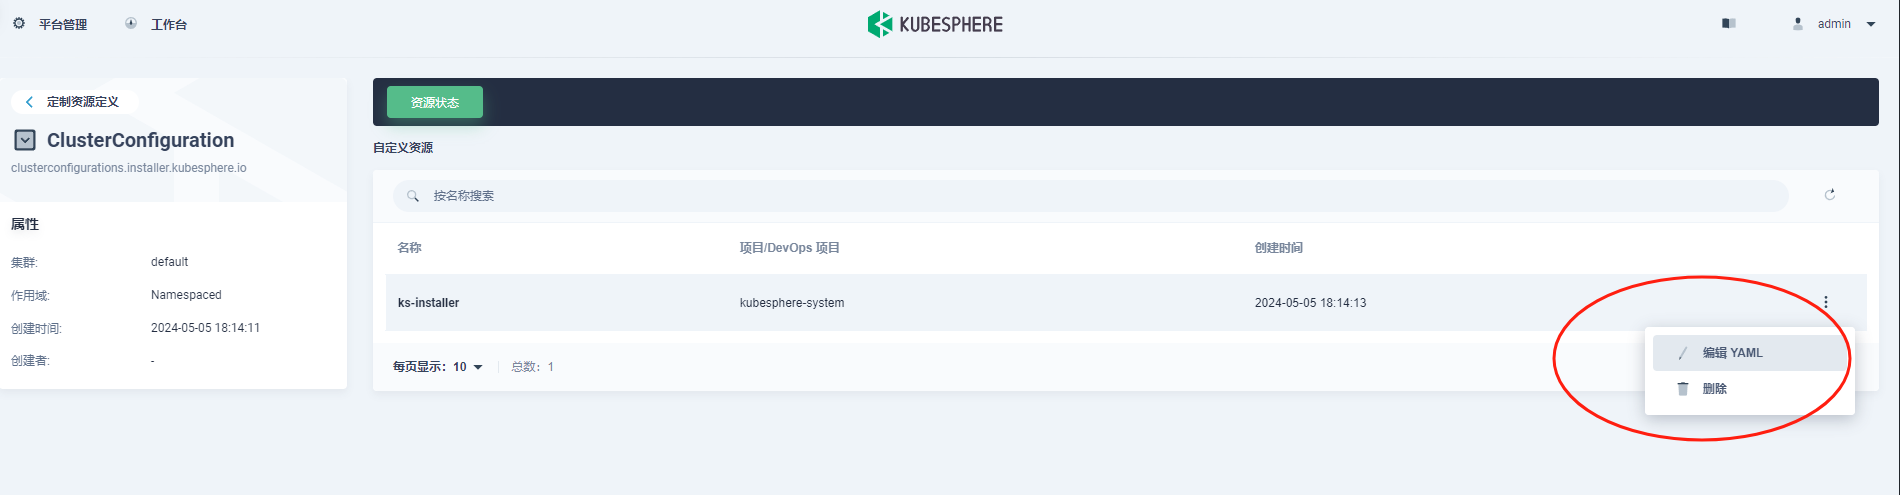 平台管理 工作台 KUBESPHERE admin
定制资源定义
ClusterConfiguration
clusterconfigurations.installer.kubesphere.io
属性
集群: default
作用域: Namespaced
创建时间: 2024-05-05 18:14:11
创建者: -
资源状态
自定义资源
按名称搜索
名称 项目/DevOps 项目 创建时间
ks-installer kubesphere-system 2024-05-05 18:14:13
每页显示: 10 总数: 1
编辑 YAML
删除